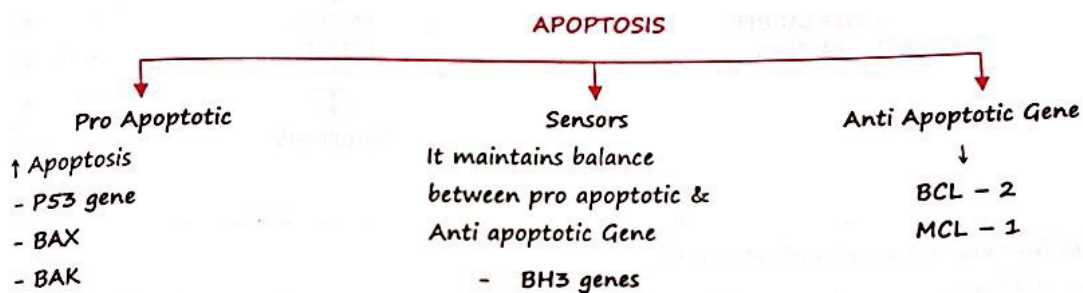 APOPTOSIS
Pro Apoptotic
↑ Apoptosis
- P53 gene
- BAX
- BAK
Sensors
It maintains balance
between pro apoptotic &
Anti apoptotic Gene
- BH3 genes
Anti Apoptotic Gene
↓
BCL - 2
MCL - 1